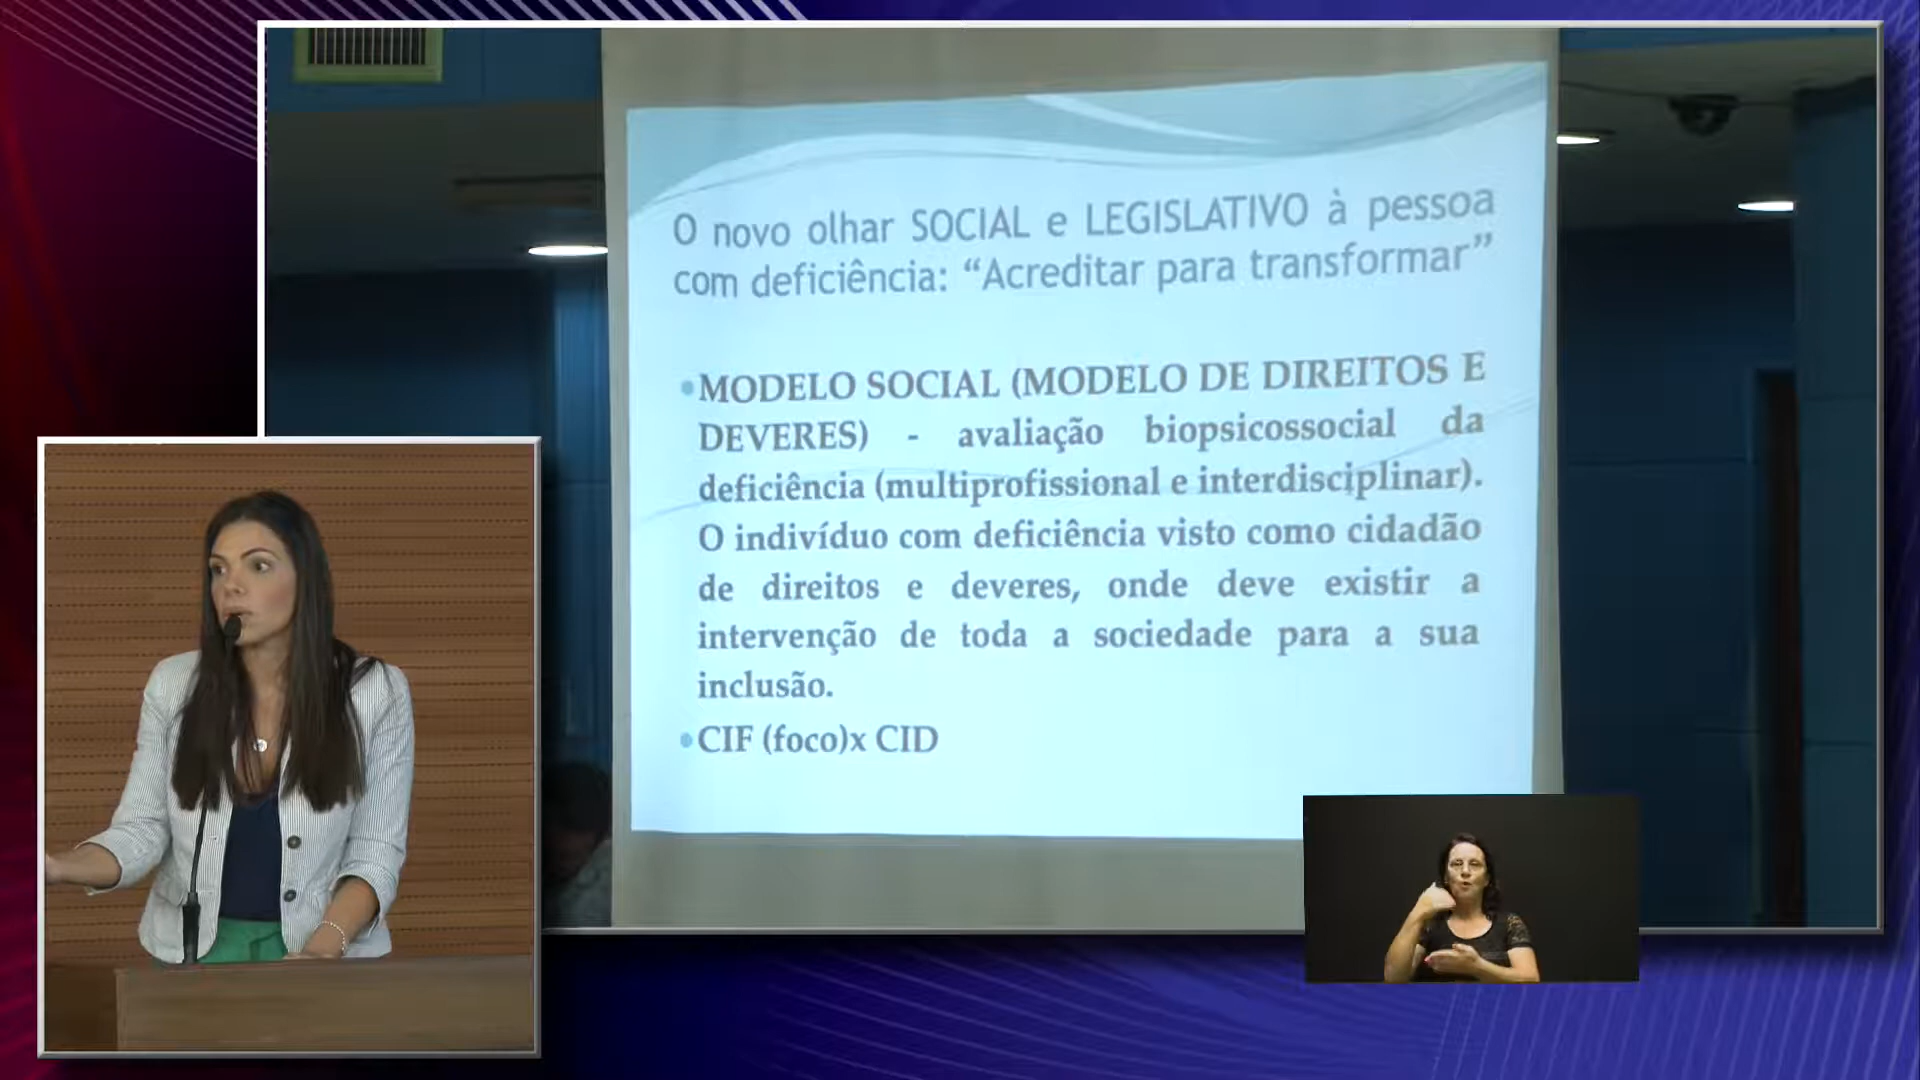 O novo olhar SOCIAL e LEGISLATIVO à pessoa
com deficiência: “Acreditar para transformar”
MODELO SOCIAL (MODELO DE DIREITOS E
DEVERES) - avaliação biopsicossocial da
deficiência (multiprofissional e interdisciplinar).
O indivíduo com deficiência visto como cidadão
de direitos e deveres, onde deve existir a
intervenção de toda a sociedade para a sua
inclusão.
CIF (foco)x CID